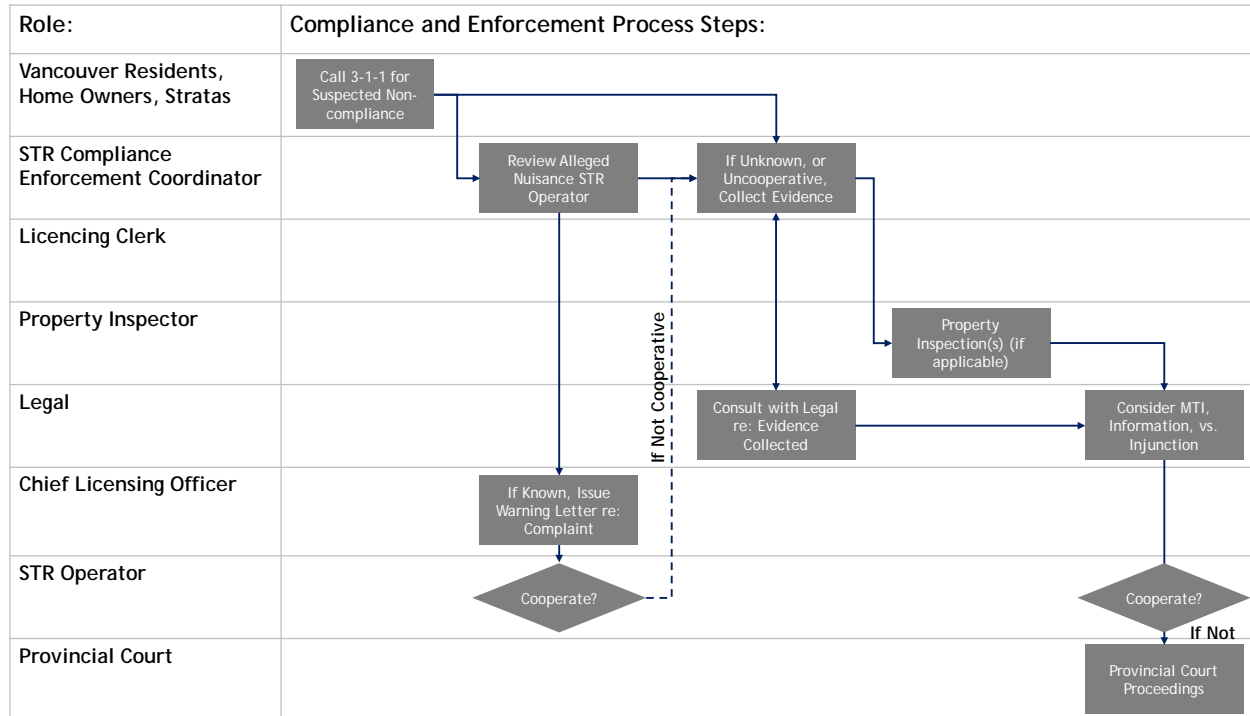 Role:
Compliance and Enforcement Process Steps:
Vancouver Residents,
Home Owners, Stratas
Call 3-1-1 for
Suspected Non-
compliance
STR Compliance
Enforcement Coordinator
Review Alleged
Nuisance STR
Operator
If Unknown, or
Uncooperative,
Collect Evidence
Licencing Clerk
Property Inspector
If Not Cooperative
Property
Inspection(s) (if
applicable)
Legal
Consult with Legal
re: Evidence
Collected
Consider MTI,
Information, vs.
Injunction
Chief Licensing Officer
If Known, Issue
Warning Letter re:
Complaint
STR Operator
Cooperate?
Cooperate?
If Not
Provincial Court
Provincial Court
Proceedings